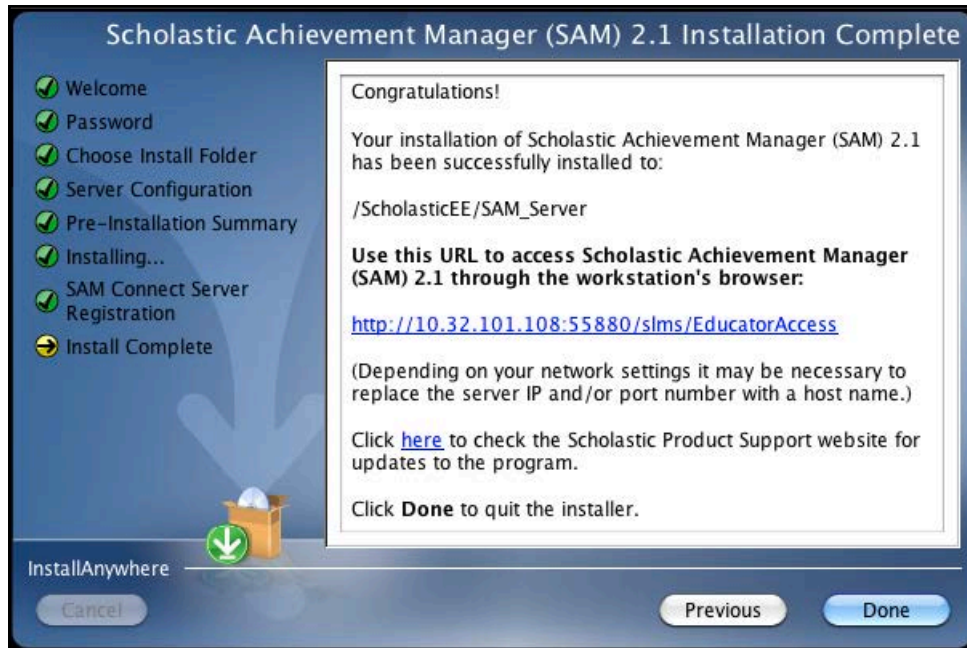 Scholastic Achievement Manager (SAM) 2.1 Installation Complete
Welcome
Password
Choose Install Folder
Server Configuration
Pre-Installation Summary
Installing...
SAM Connect Server
Registration
Install Complete
Congratulations!
Your installation of Scholastic Achievement Manager (SAM) 2.1
has been successfully installed to:
/ScholasticEE/SAM_Server
Use this URL to access Scholastic Achievement Manager
(SAM) 2.1 through the workstation's browser:
http://10.32.101.108:55880/slms/EducatorAccess
(Depending on your network settings it may be necessary to
replace the server IP and/or port number with a host name.)
Click here to check the Scholastic Product Support website for
updates to the program.
Click Done to quit the installer.
InstallAnywhere
Cancel
Previous
Done